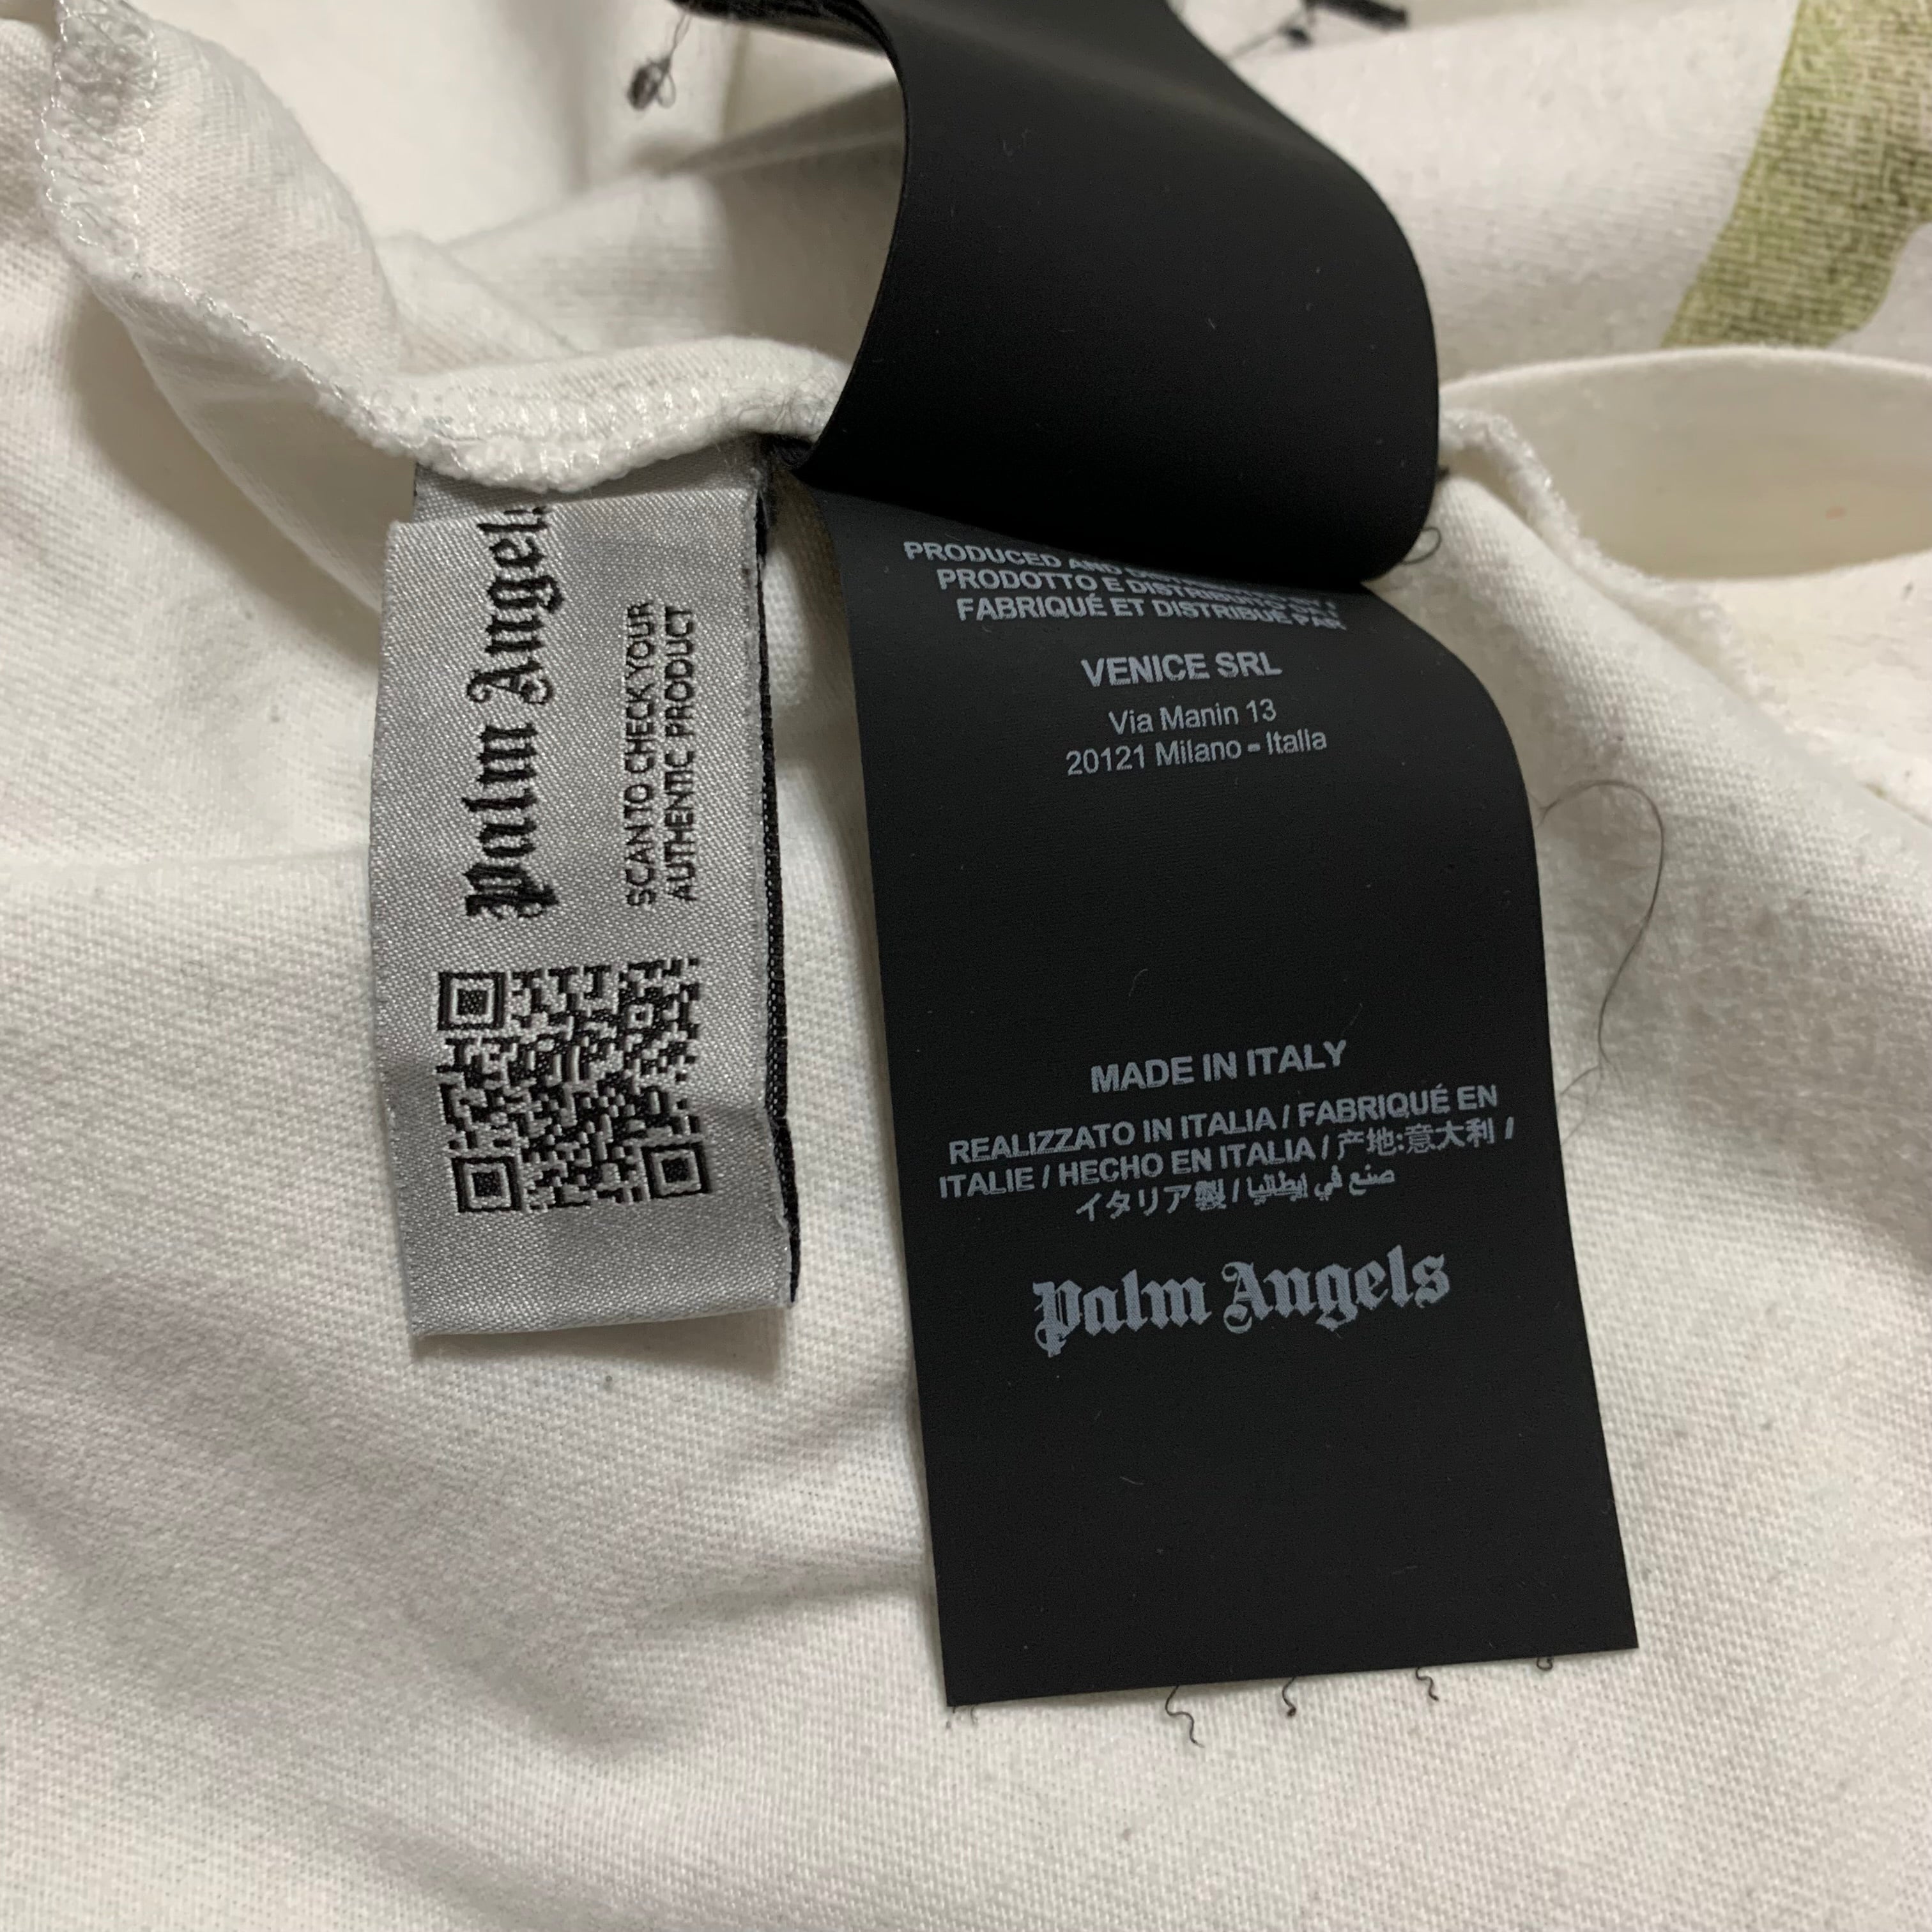 Palm Angels
SCAN TO CHECK YOUR
AUTHENTIC PRODUCT
PRODUCED AND
PRODOTTO E DISTRIBUITO
FABRIQUÉ ET DISTRIBUÉ PAR
VENICE SRL
Via Manin 13
20121 Milano - Italia
MADE IN ITALY
REALIZZATO IN ITALIA / FABRIQUÉ EN
ITALIE / HECHO EN ITALIA / 产地:意大利 /
イタリア製 / صنع في إيطاليا
Palm Angels